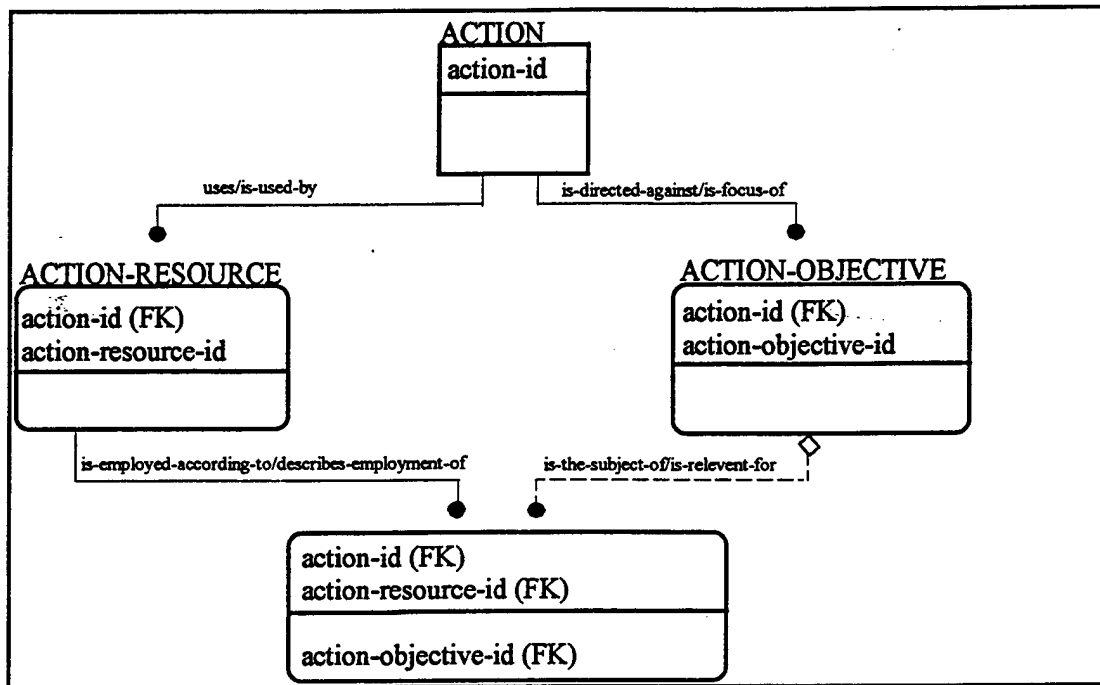 ACTION
action-id
uses/is-used-by
is-directed-against/is-focus-of
ACTION-RESOURCE
action-id (FK)
action-resource-id
ACTION-OBJECTIVE
action-id (FK)
action-objective-id
is-employed-according-to/describes-employment-of
is-the-subject-of/is-relevent-for
action-id (FK)
action-resource-id (FK)
action-objective-id (FK)